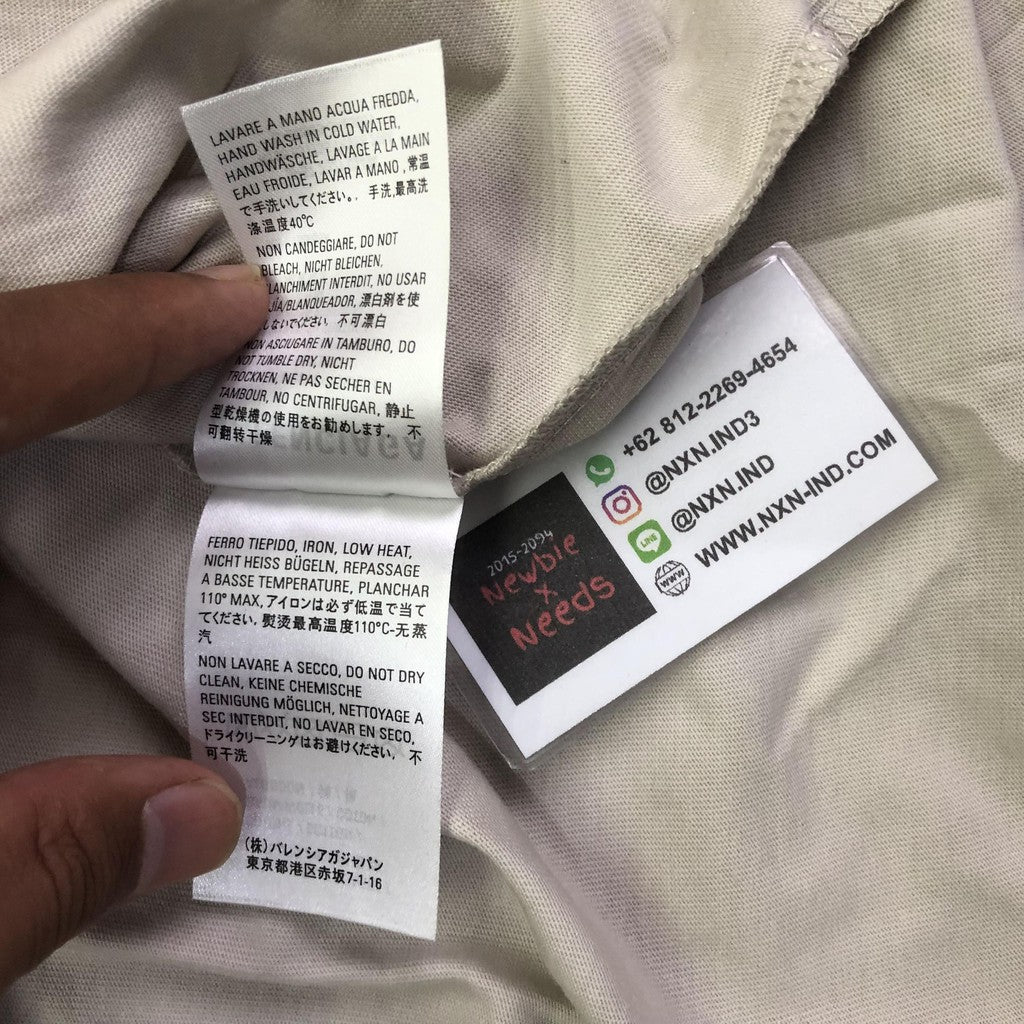 LAVARE A MANO ACQUA FREDDA,
HAND WASH IN COLD WATER,
HANDWÄSCHE, LAVAGE A LA MAIN
EAU FROIDE, LAVAR A MANO , 常温
で手洗いしてください。. 手洗,最高洗
涤温度40°C
NON CANDEGGIARE, DO NOT
BLEACH, NICHT BLEICHEN,
LANCHIMENT INTERDIT, NO USAR
JÍA/BLANQUEADOR, 漂白剤を使
しないでください. 不可漂白
NON ASCIUGARE IN TAMBURO, DO
NOT TUMBLE DRY, NICHT
TROCKNEN, NE PAS SECHER EN
TAMBOUR, NO CENTRIFUGAR, 静止
型乾燥機の使用をお勧めします. 不
可翻转干燥
FERRO TIEPIDO, IRON, LOW HEAT,
NICHT HEISS BÜGELN, REPASSAGE
A BASSE TEMPERATURE, PLANCHAR
110° MAX, アイロンは必ず低温で当て
てください. 熨烫最高温度110°C-无蒸
汽
NON LAVARE A SECCO, DO NOT DRY
CLEAN, KEINE CHEMISCHE
REINIGUNG MÖGLICH, NETTOYAGE A
SEC INTERDIT, NO LAVAR EN SECO,
ドライクリーニングはお避けください. 不
可干洗
(株)バレンシアガジャパン
東京都港区赤坂7-1-16
+62 812-2269-4654
@NXN.IND3
LINE @NXN.IND
WWW WWW.NXN-IND.COM
2015-2094
Newbie
x
Needs